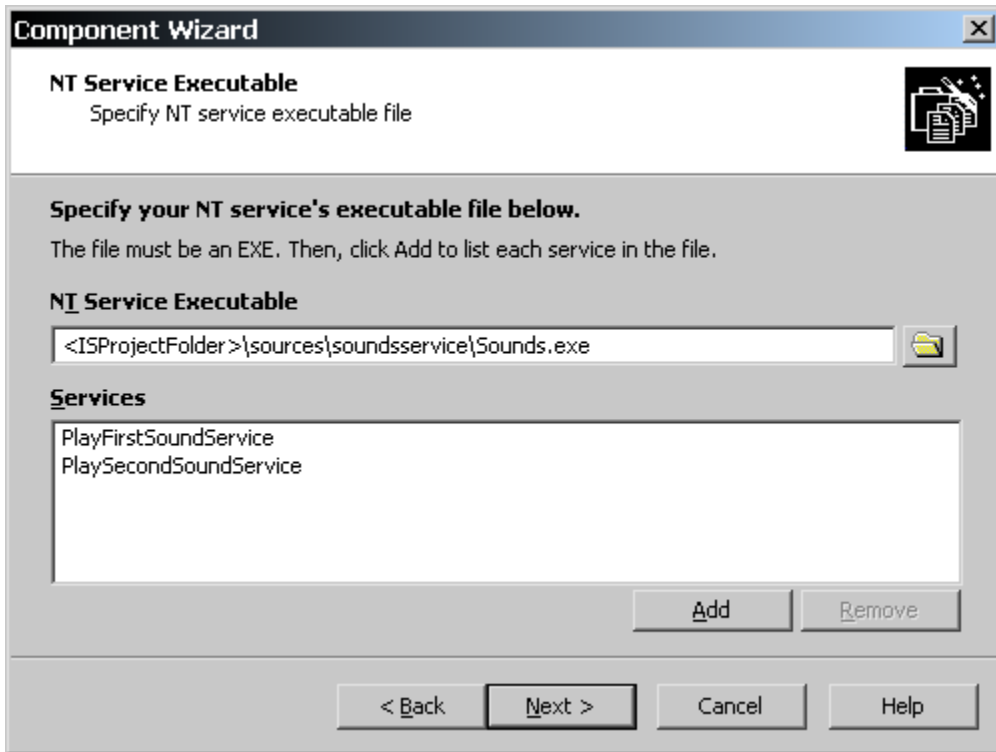 Component Wizard
NT Service Executable
Specify NT service executable file
Specify your NT service's executable file below.
The file must be an EXE. Then, click Add to list each service in the file.
NT Service Executable
<ISProjectFolder>\sources\soundsservice\Sounds.exe
Services
PlayFirstSoundService
PlaySecondSoundService
Add Remove
< Back Next > Cancel Help